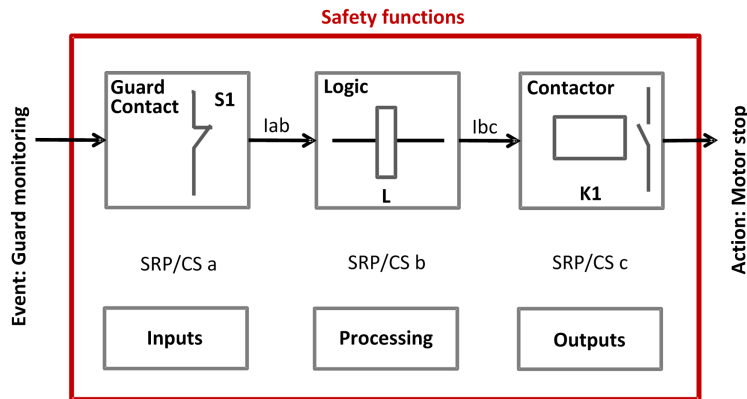 Safety functions
Event: Guard monitoring
Guard
Contact
S1
Iab
Logic
L
Ibc
Contactor
K1
Action: Motor stop
SRP/CS a
SRP/CS b
SRP/CS c
Inputs
Processing
Outputs